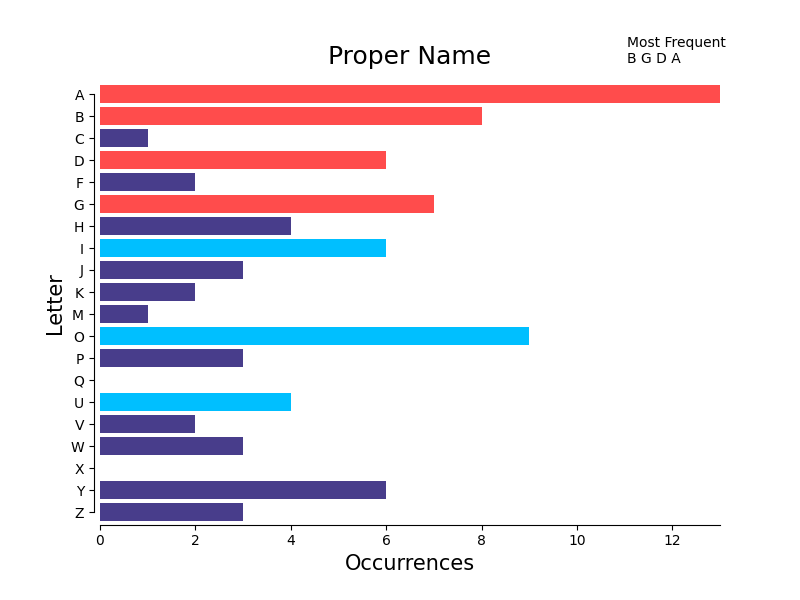 Most Frequent
B G D A
Proper Name
A
B
C
D
F
G
H
I
J
K
M
O
P
Q
U
V
W
X
Y
Z
Letter
0 2 4 6 8 10 12
Occurrences